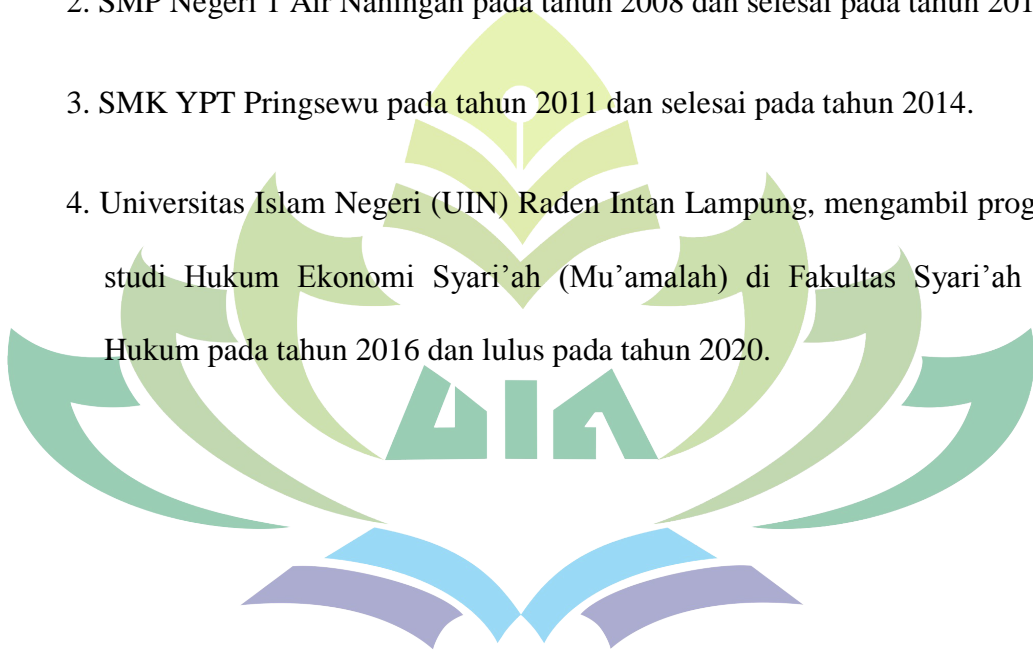 2. SMP Negeri 1 Air Naningan pada tahun 2008 dan selesai pada tahun 201
3. SMK YPT Pringsewu pada tahun 2011 dan selesai pada tahun 2014.
4. Universitas Islam Negeri (UIN) Raden Intan Lampung, mengambil prog
studi Hukum Ekonomi Syari’ah (Mu’amalah) di Fakultas Syari’ah
Hukum pada tahun 2016 dan lulus pada tahun 2020.
UIN